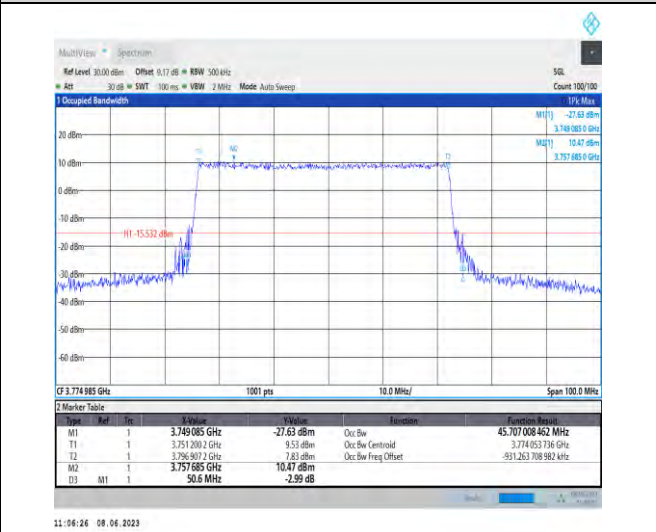 MultiView Spectrum
Ref Level 30.00 dBm Offset 9.17 dB RBW 500 kHz SGL
Att 30 dB SWT 100 ms VBW 2 MHz Mode Auto Sweep Count 100/100
1 Occupied Bandwidth 1Pk Max
M1[1] -27.63 dBm
3.749 085 0 GHz
20 dBm
M2[1] 10.47 dBm
3.757 685 0 GHz
M2
T2
10 dBm
0 dBm
-10 dBm
H1 -15.532 dBm
-20 dBm
-30 dBm
-40 dBm
-50 dBm
-60 dBm
CF 3.774 985 GHz 1001 pts 10.0 MHz/ Span 100.0 MHz
2 Marker Table
Type Ref Trc X-Value Y-Value Function Function Result
M1 1 3.749 085 GHz -27.63 dBm Occ Bw 45.707 008 462 MHz
T1 1 3.751 200 2 GHz 9.53 dBm Occ Bw Centroid 3.774 053 736 GHz
T2 1 3.796 907 2 GHz 7.83 dBm Occ Bw Freq Offset -931.263 708 982 kHz
M2 1 3.757 685 GHz 10.47 dBm
D3 M1 1 50.6 MHz -2.99 dB
11:06:26 08.06.2023